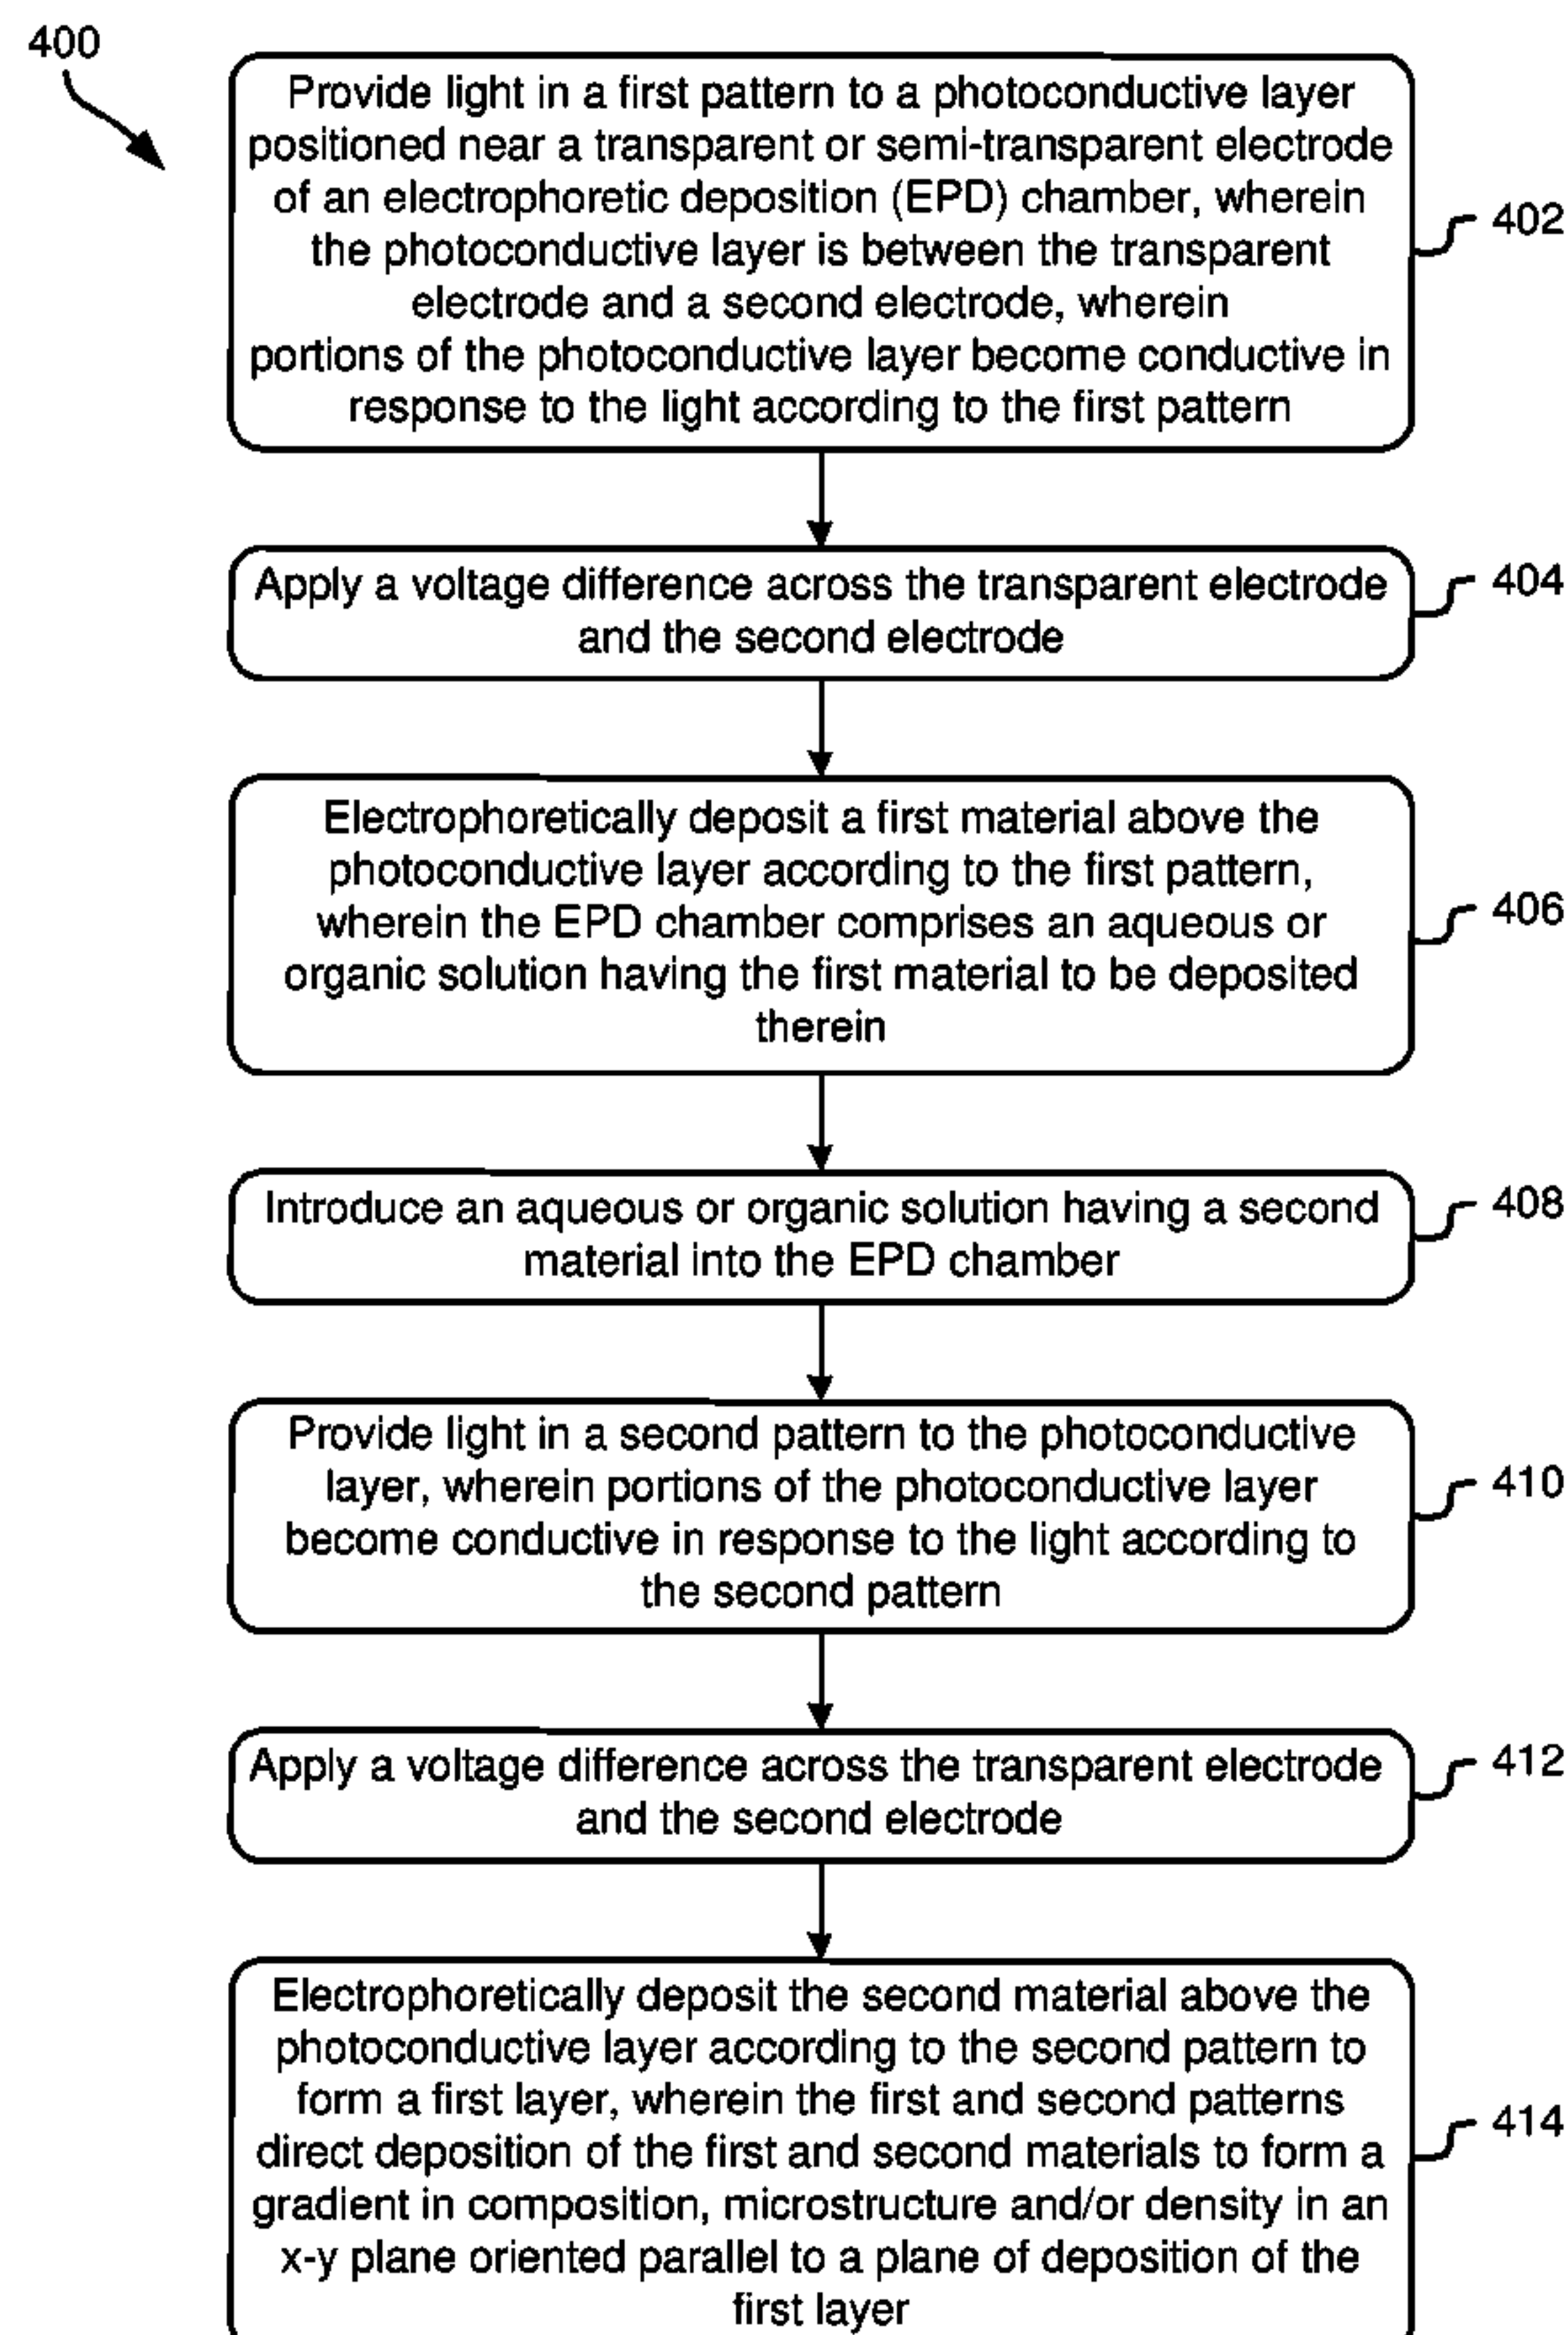 400
Provide light in a first pattern to a photoconductive layer
positioned near a transparent or semi-transparent electrode
of an electrophoretic deposition (EPD) chamber, wherein
the photoconductive layer is between the transparent
electrode and a second electrode, wherein
portions of the photoconductive layer become conductive in
response to the light according to the first pattern
402
Apply a voltage difference across the transparent electrode
and the second electrode
404
Electrophoretically deposit a first material above the
photoconductive layer according to the first pattern,
wherein the EPD chamber comprises an aqueous or
organic solution having the first material to be deposited
therein
406
Introduce an aqueous or organic solution having a second
material into the EPD chamber
408
Provide light in a second pattern to the photoconductive
layer, wherein portions of the photoconductive layer
become conductive in response to the light according to
the second pattern
410
Apply a voltage difference across the transparent electrode
and the second electrode
412
Electrophoretically deposit the second material above the
photoconductive layer according to the second pattern to
form a first layer, wherein the first and second patterns
direct deposition of the first and second materials to form a
gradient in composition, microstructure and/or density in an
x-y plane oriented parallel to a plane of deposition of the
first layer
414